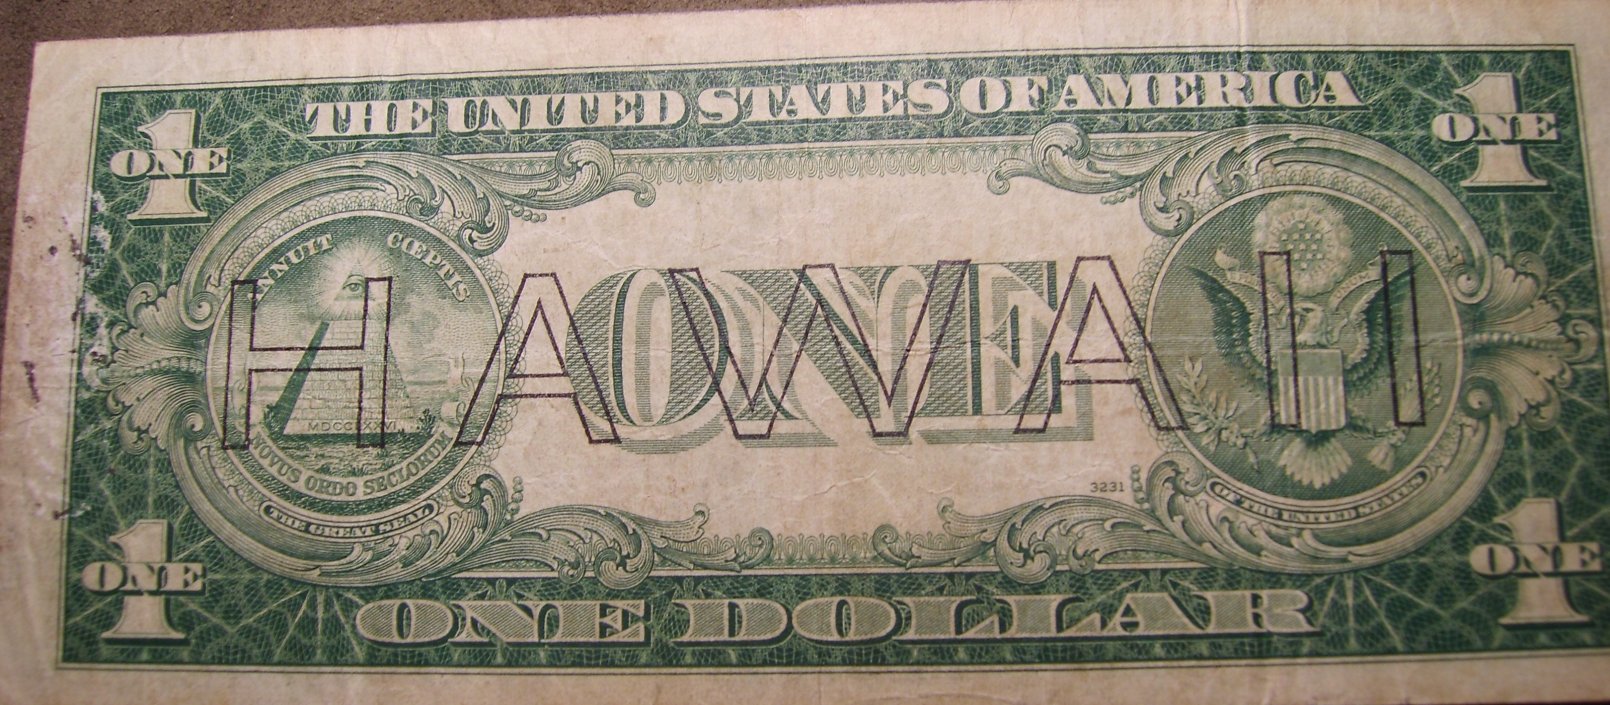 THE UNITED STATES OF AMERICA
ONE 1
ONE 1
ANNUIT CŒPTIS
HAWAII
ONE
MDCCLXXVI
NOVUS ORDO SECLORUM
THE GREAT SEAL
3231
OF THE UNITED STATES
ONE 1
ONE 1
ONE DOLLAR